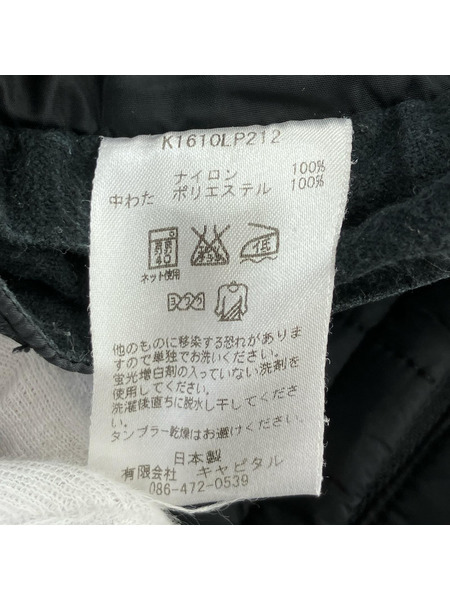 K1610LP212
ナイロン 100%
中わた ポリエステル 100%
40 低
ネット使用
他のものに移染する恐れがありま
すので単独でお洗いください。
蛍光増白剤の入っていない洗剤を
使用してください。
洗濯後直ちに脱水し干してくださ
い。
タンブラー乾燥はお避けください。
日本製
有限会社 キャピタル
086-472-0539